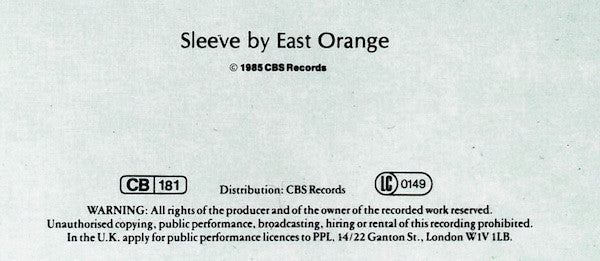 Sleeve by East Orange
© 1985 CBS Records
CB 181 Distribution: CBS Records LC 0149
WARNING: All rights of the producer and of the owner of the recorded work reserved.
Unauthorised copying, public performance, broadcasting, hiring or rental of this recording prohibited.
In the U.K. apply for public performance licences to PPL, 14/22 Ganton St., London W1V 1LB.